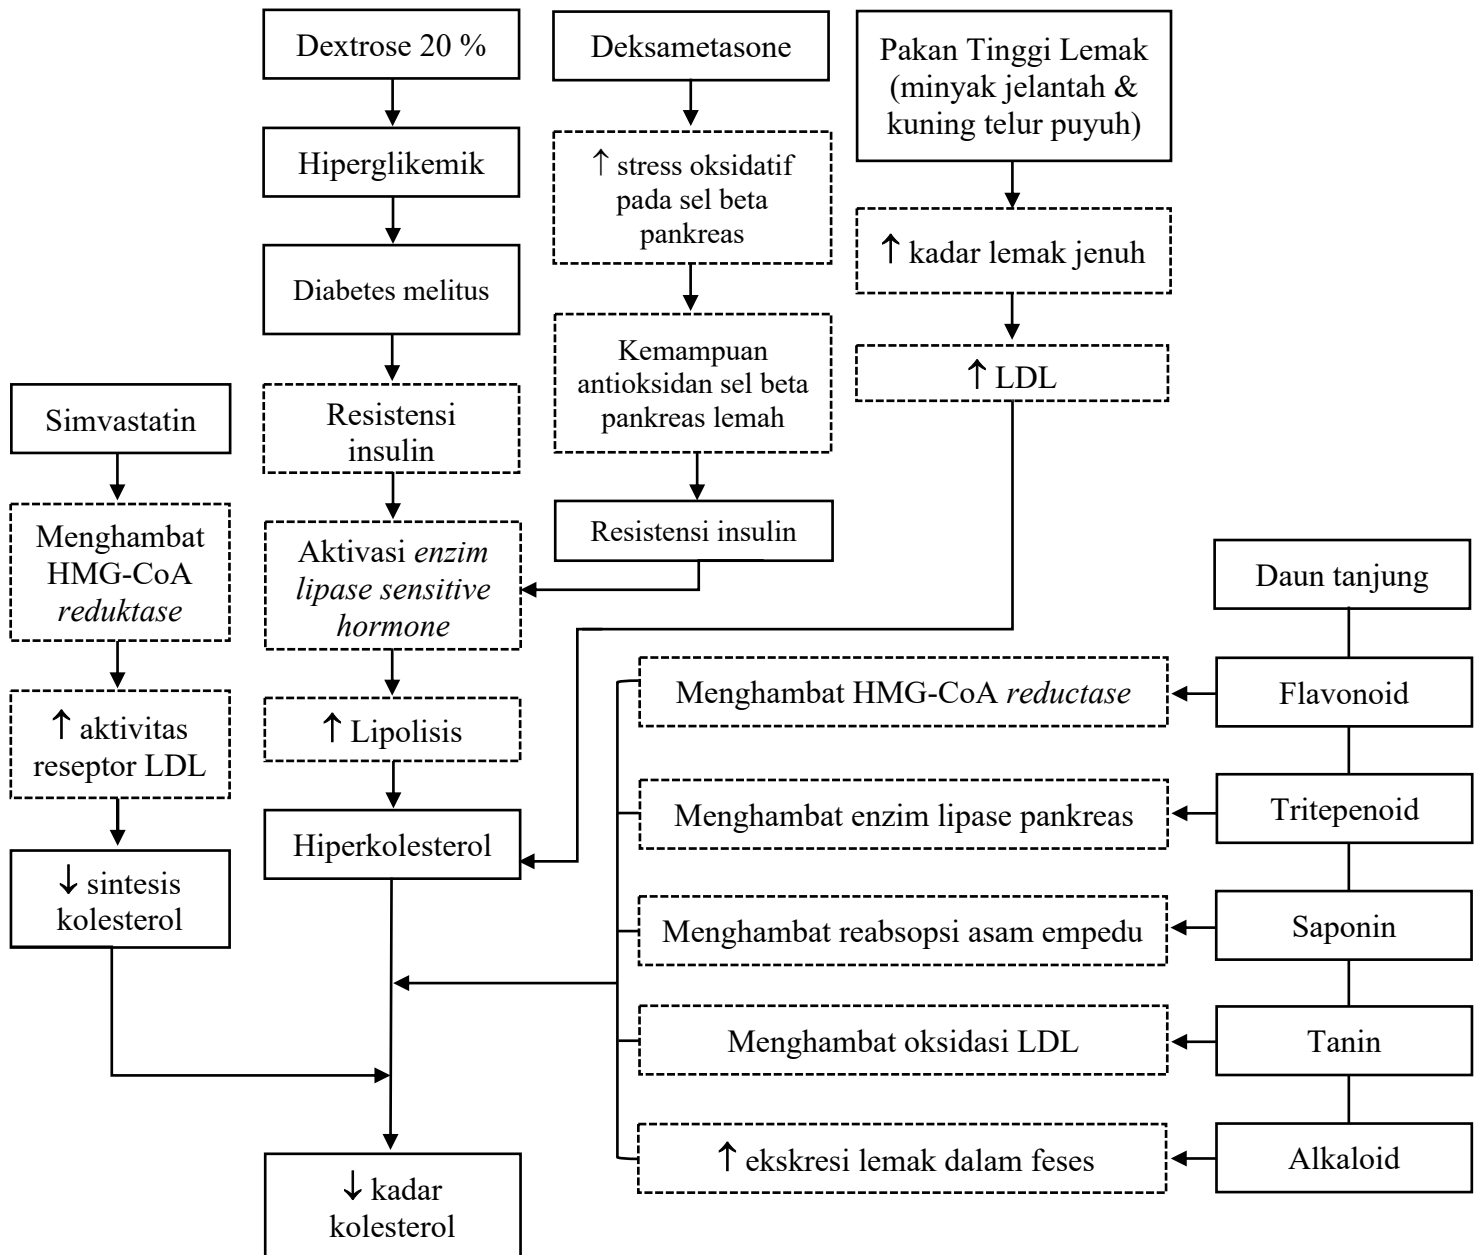 Dextrose 20 %
Hiperglikemik
Diabetes melitus
Resistensi
insulin
Aktivasi enzim
lipase sensitive
hormone
↑ Lipolisis
Hiperkolesterol
↓ kadar
kolesterol
Deksametasone
↑ stress oksidatif
pada sel beta
pankreas
Kemampuan
antioksidan sel beta
pankreas lemah
Resistensi insulin
Pakan Tinggi Lemak
(minyak jelantah &
kuning telur puyuh)
↑ kadar lemak jenuh
↑ LDL
Simvastatin
Menghambat
HMG-CoA
reduktase
↑ aktivitas
reseptor LDL
↓ sintesis
kolesterol
Daun tanjung
Menghambat HMG-CoA reductase
Flavonoid
Menghambat enzim lipase pankreas
Tritepenoid
Menghambat reabsopsi asam empedu
Saponin
Menghambat oksidasi LDL
Tanin
↑ ekskresi lemak dalam feses
Alkaloid